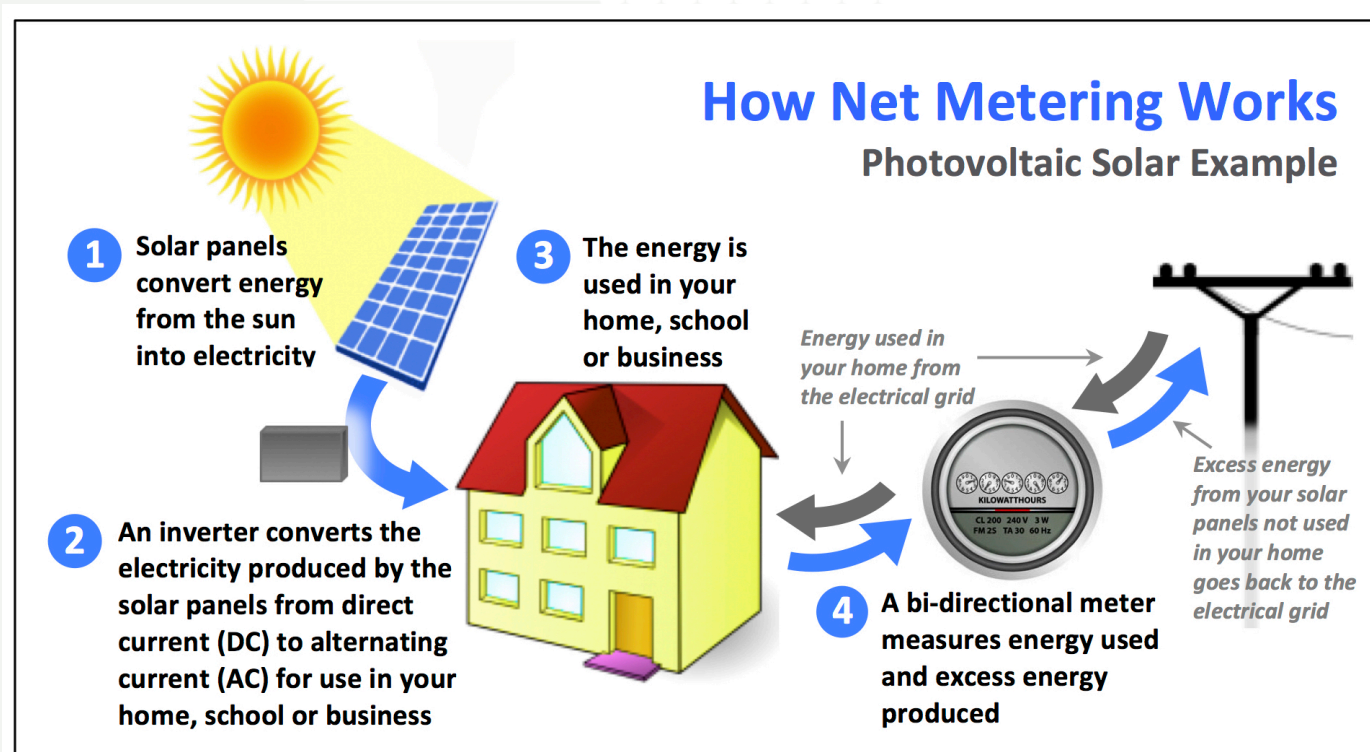 How Net Metering Works
Photovoltaic Solar Example
1
Solar panels
convert energy
from the sun
into electricity
2
An inverter converts the
electricity produced by the
solar panels from direct
current (DC) to alternating
current (AC) for use in your
home, school or business
3
The energy is
used in your
home, school
or business
Energy used in
your home from
the electrical grid
KILOWATTHOURS
CL 200 240 V 3 W
FM 25 TA 30 60 Hz
4
A bi-directional meter
measures energy used
and excess energy
produced
Excess energy
from your solar
panels not used
in your home
goes back to the
electrical grid